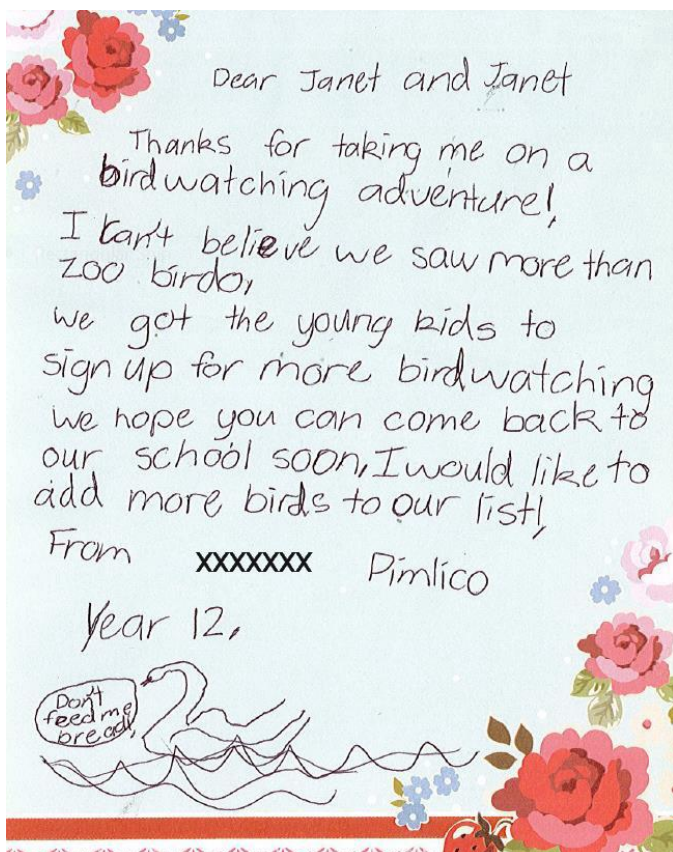 Dear Janet and Janet
Thanks for taking me on a
birdwatching adventure!
I can't believe we saw more than
200 birds,
we got the young kids to
sign up for more birdwatching
we hope you can come back to
our school soon, I would like to
add more birds to our list!
From XXXXXXX Pimlico
Year 12.
Don't
feed me
bread!